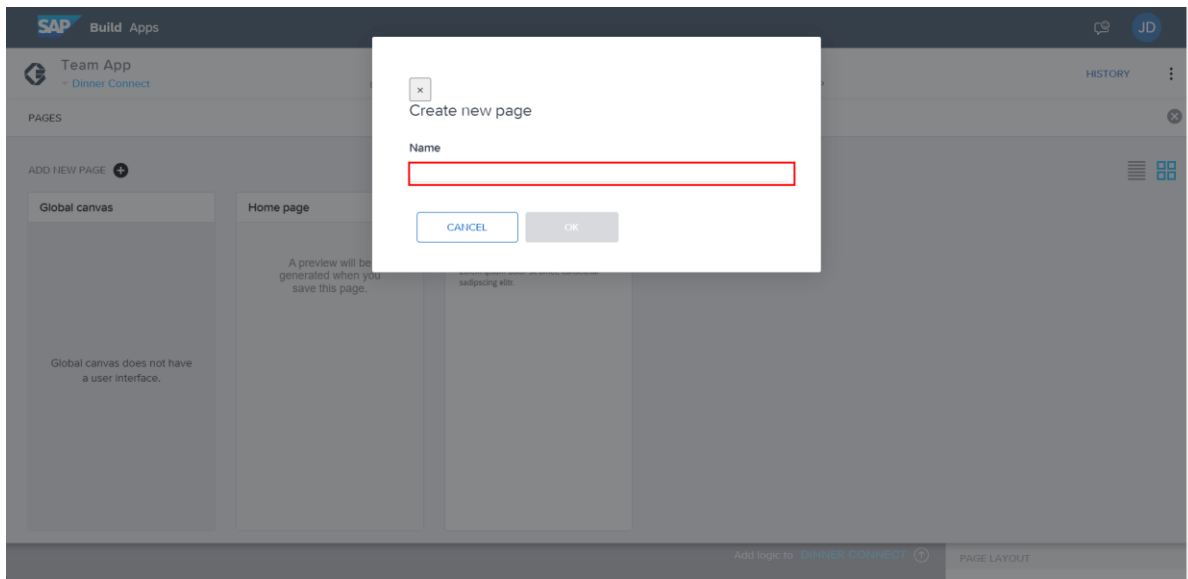 SAP Build Apps
JD
Team App
Dinner Connect
HISTORY
PAGES
×
Create new page
Name
CANCEL OK
ADD NEW PAGE
Global canvas
Global canvas does not have
a user interface.
Home page
A preview will be
generated when you
save this page.
sadipscing elitr.
Add logic to DINNER CONNECT ?
PAGE LAYOUT